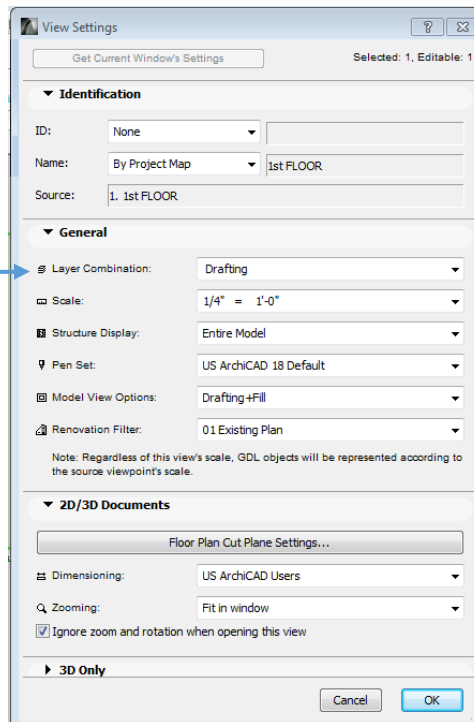 View Settings
Get Current Window's Settings
Selected: 1, Editable: 1
Identification
ID: None
Name: By Project Map 1st FLOOR
Source: 1. 1st FLOOR
General
Layer Combination: Drafting
Scale: 1/4" = 1'-0"
Structure Display: Entire Model
Pen Set: US ArchiCAD 18 Default
Model View Options: Drafting+Fill
Renovation Filter: 01 Existing Plan
Note: Regardless of this view's scale, GDL objects will be represented according to
the source viewpoint's scale.
2D/3D Documents
Floor Plan Cut Plane Settings...
Dimensioning: US ArchiCAD Users
Zooming: Fit in window
Ignore zoom and rotation when opening this view
3D Only
Cancel OK